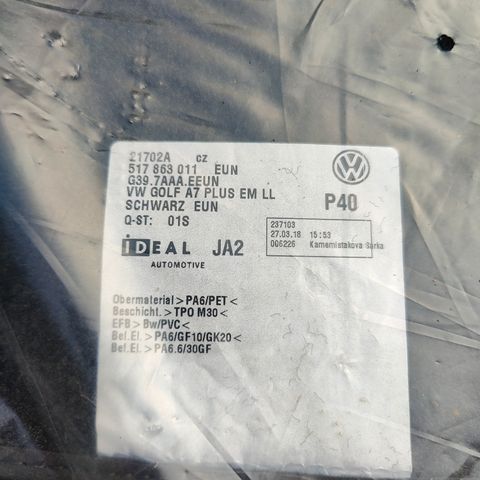 21702A CZ
517 863 011 EUN
G39.7AAA.EEUN
VW GOLF A7 PLUS EM LL
SCHWARZ EUN
P40
Q-ST: 01S
237103
27.03.18 15:53
006226 Kamemistakova Sarka
iDEAL JA2
AUTOMOTIVE
Obermaterial>PA6/PET<
Beschicht.>TPO M30<
EFB>Bw/PVC<
Bef.El.>PA6/GF10/GK20<
Bef.El.>PA6.6/30GF